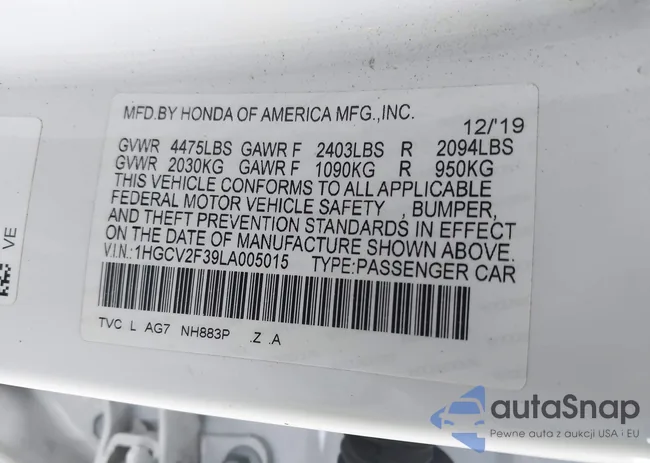 MFD.BY HONDA OF AMERICA MFG.,INC.
12/'19
GVWR 4475LBS GAWR F 2403LBS R 2094LBS
GVWR 2030KG GAWR F 1090KG R 950KG
THIS VEHICLE CONFORMS TO ALL APPLICABLE
FEDERAL MOTOR VEHICLE SAFETY , BUMPER,
AND THEFT PREVENTION STANDARDS IN EFFECT
ON THE DATE OF MANUFACTURE SHOWN ABOVE.
V.I.N.: 1HGCV2F39LA005015 TYPE:PASSENGER CAR
TVC L AG7 NH883P .Z .A
VE
autoSnap
Pewne auta z aukcji USA i EU